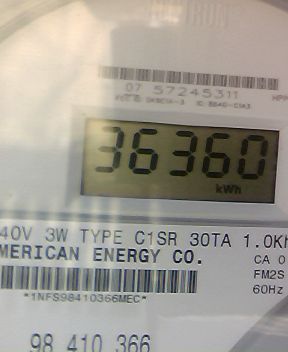 07 57245311
36360
kWh
40V 3W TYPE C1SR 30TA 1.0Kh
MERICAN ENERGY CO.
CA 0
FM2S
60Hz
*1NFS98410366MEC*
98 410 366